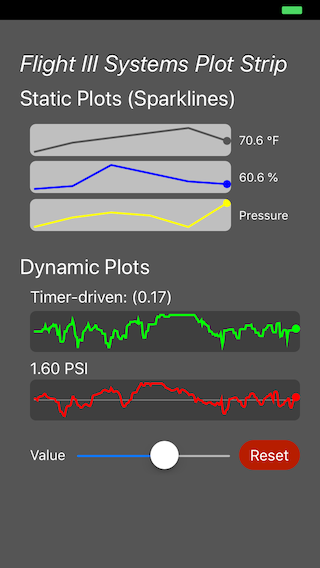 Flight III Systems Plot Strip
Static Plots (Sparklines)
70.6 °F
60.6 %
Pressure
Dynamic Plots
Timer-driven: (0.17)
1.60 PSI
Value
Reset